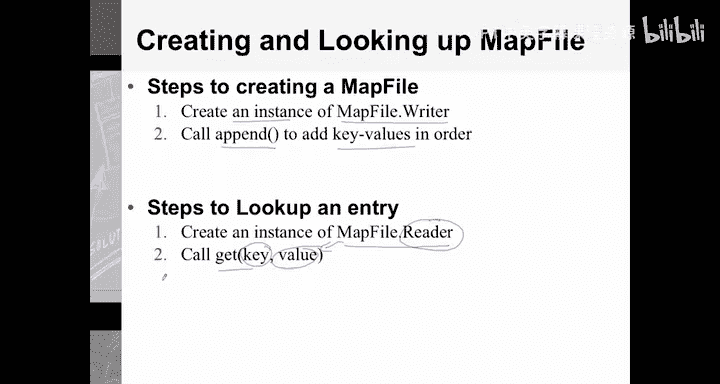 Creating and Looking up MapFile
bilibili
• Steps to creating a MapFile
1. Create an instance of MapFile.Writer
2. Call append() to add key-values in order
• Steps to Lookup an entry
1. Create an instance of MapFile.Reader
2. Call get(key, value)